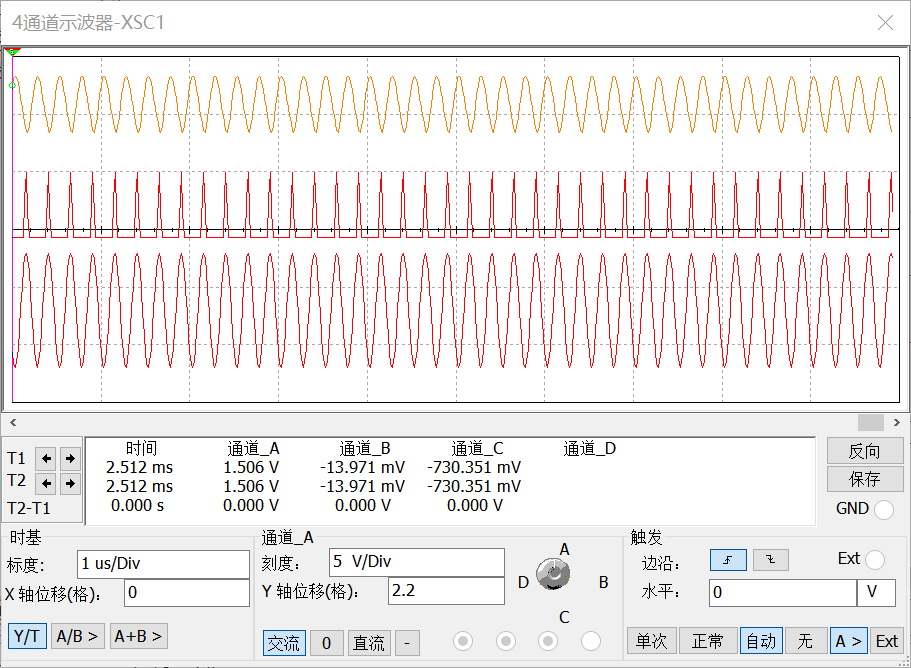 4通道示波器-XSC1
时间 通道_A 通道_B 通道_C 通道_D
T1 2.512 ms 1.506 V -13.971 mV -730.351 mV
T2 2.512 ms 1.506 V -13.971 mV -730.351 mV
T2-T1 0.000 s 0.000 V 0.000 V 0.000 V
反向
保存
GND
时基
标度： 1 us/Div
X 轴位移(格)： 0
Y/T A/B > A+B >
通道_A
刻度： 5 V/Div
Y 轴位移(格)： 2.2
交流 0 直流 -
A
D B
C
触发
边沿： Ext
水平： 0 V
单次 正常 自动 无 A > Ext